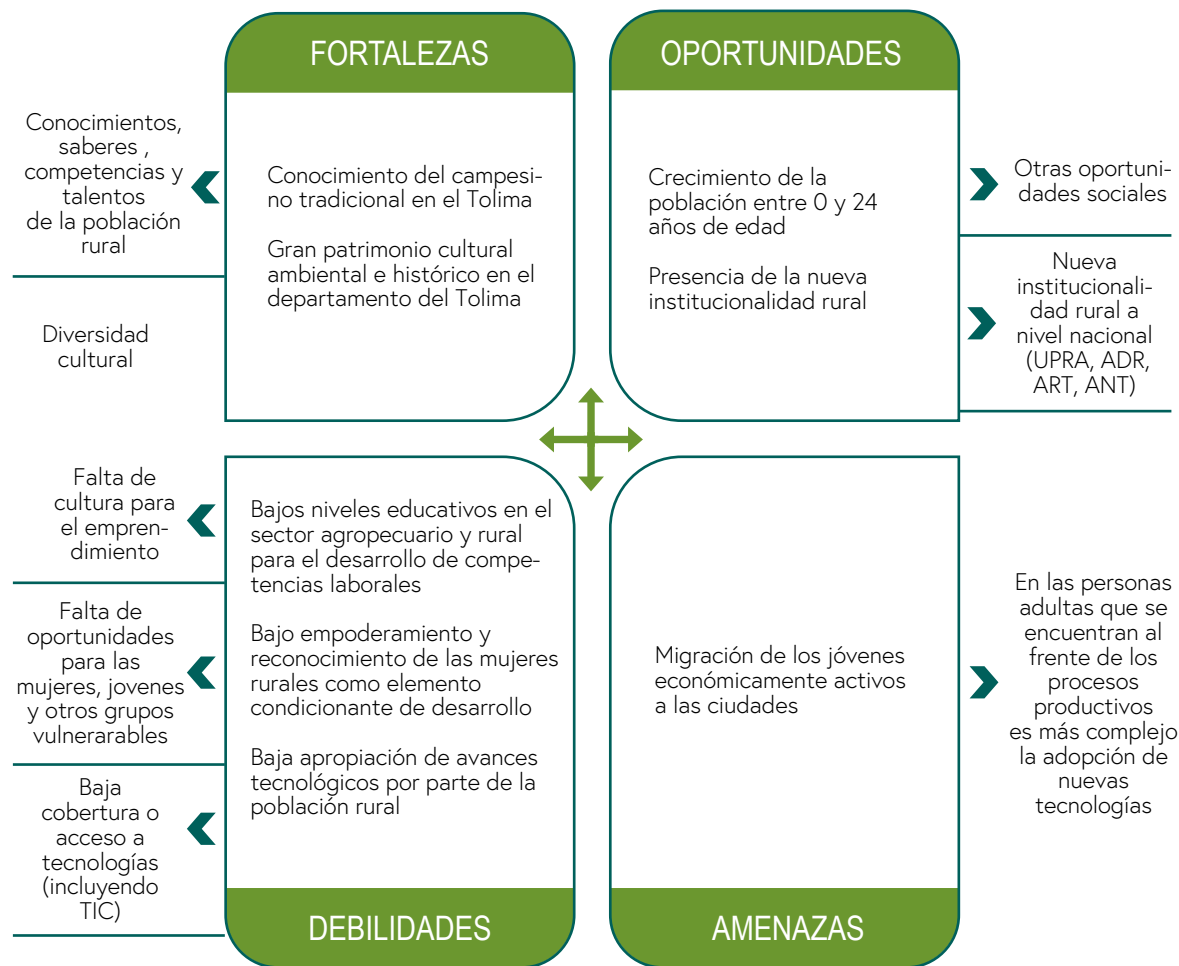 FORTALEZAS
Conocimientos,
saberes ,
competencias y
talentos
de la población
rural
Diversidad
cultural
Conocimiento del campesi-
no tradicional en el Tolima
Gran patrimonio cultural
ambiental e histórico en el
departamento del Tolima
OPORTUNIDADES
Crecimiento de la
población entre 0 y 24
años de edad
Presencia de la nueva
institucionalidad rural
Otras oportuni-
dades sociales
Nueva
institucionali-
dad rural a
nivel nacional
(UPRA, ADR,
ART, ANT)
Falta de
cultura para
el empren-
dimiento
Falta de
oportunidades
para las
mujeres, jovenes
y otros grupos
vulnerarables
Baja
cobertura o
acceso a
tecnologías
(incluyendo
TIC)
Bajos niveles educativos en el
sector agropecuario y rural
para el desarrollo de compe-
tencias laborales
Bajo empoderamiento y
reconocimiento de las mujeres
rurales como elemento
condicionante de desarrollo
Baja apropiación de avances
tecnológicos por parte de la
población rural
DEBILIDADES
Migración de los jóvenes
económicamente activos
a las ciudades
En las personas
adultas que se
encuentran al
frente de los
procesos
productivos
es más complejo
la adopción de
nuevas
tecnologías
AMENAZAS